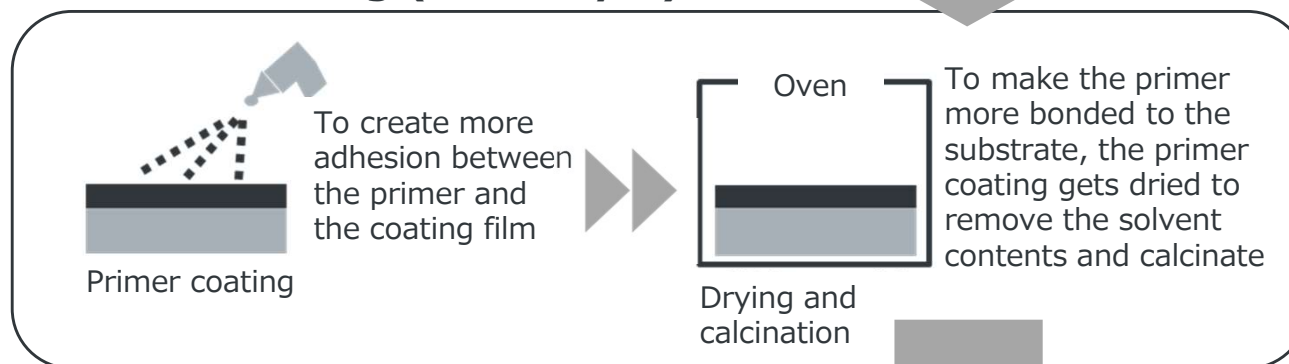 To create more
adhesion between
the primer and
the coating film
Primer coating
Oven
To make the primer
more bonded to the
substrate, the primer
coating gets dried to
remove the solvent
contents and calcinate
Drying and
calcination